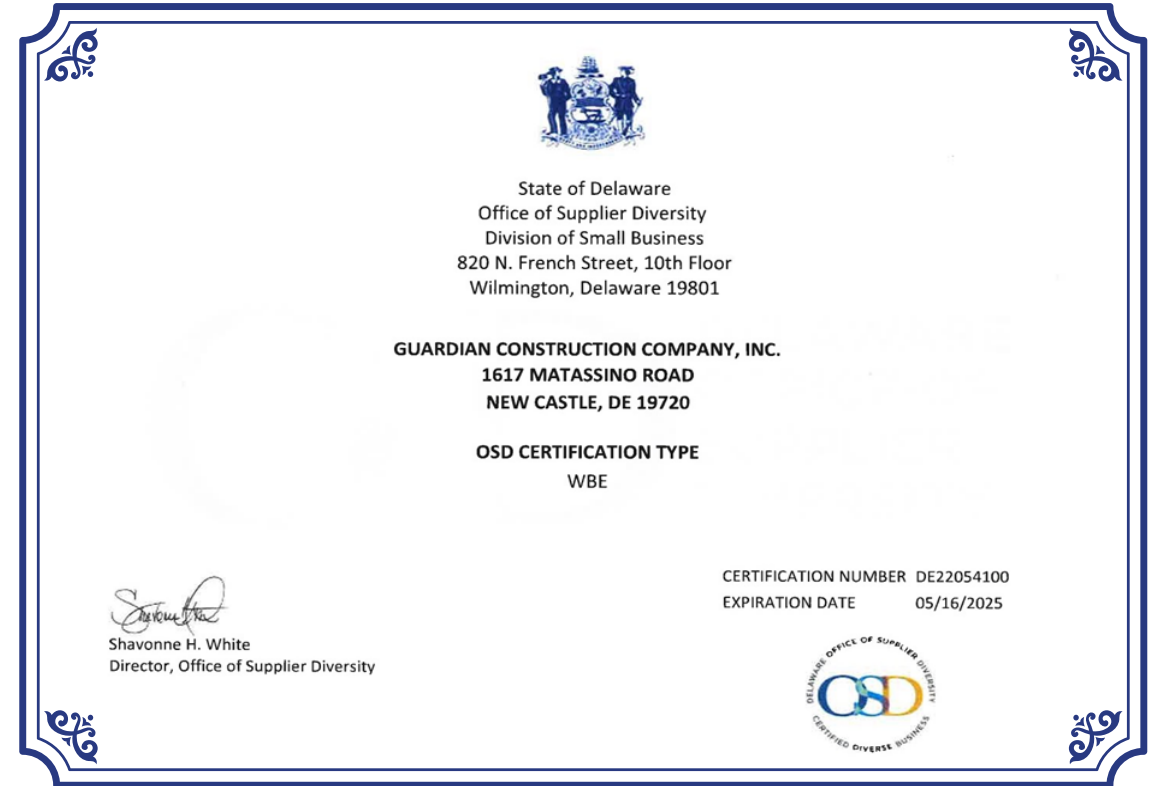 State of Delaware
Office of Supplier Diversity
Division of Small Business
820 N. French Street, 10th Floor
Wilmington, Delaware 19801
GUARDIAN CONSTRUCTION COMPANY, INC.
1617 MATASSINO ROAD
NEW CASTLE, DE 19720
OSD CERTIFICATION TYPE
WBE
CERTIFICATION NUMBER DE22054100
EXPIRATION DATE 05/16/2025
Shavonne H. White
Director, Office of Supplier Diversity
DELAWARE OFFICE OF SUPPLIER DIVERSITY
OSD
CERTIFIED DIVERSE BUSINESS